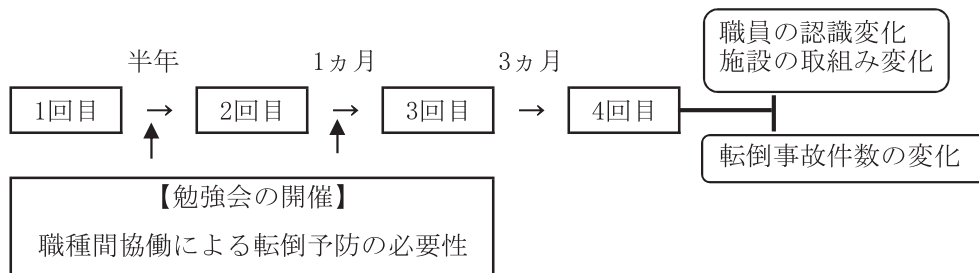 職員の認識変化
施設の取組み変化
半年
1ヵ月
3ヵ月
1回目
2回目
3回目
4回目
転倒事故件数の変化
【勉強会の開催】
職種間協働による転倒予防の必要性